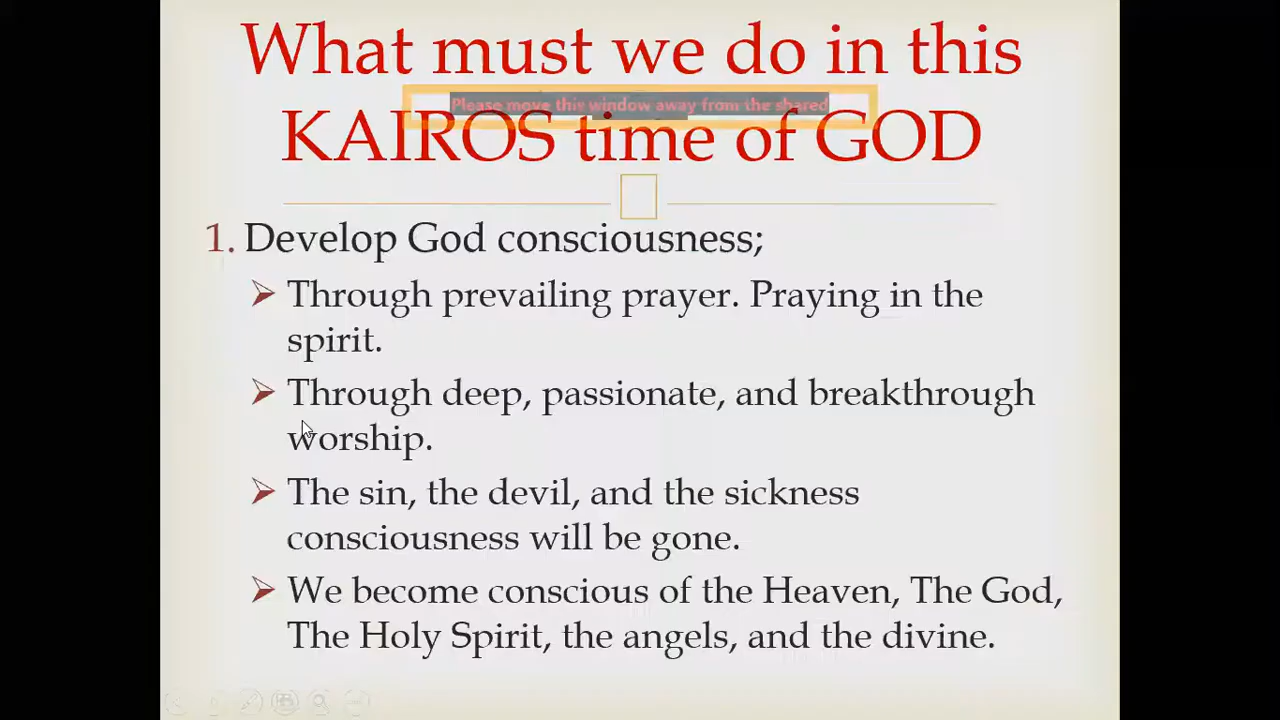 What must we do in this
Please move this window away from the shared
KAIROS time of GOD
1. Develop God consciousness;
Through prevailing prayer. Praying in the
spirit.
Through deep, passionate, and breakthrough
worship.
The sin, the devil, and the sickness
consciousness will be gone.
We become conscious of the Heaven, The God,
The Holy Spirit, the angels, and the divine.